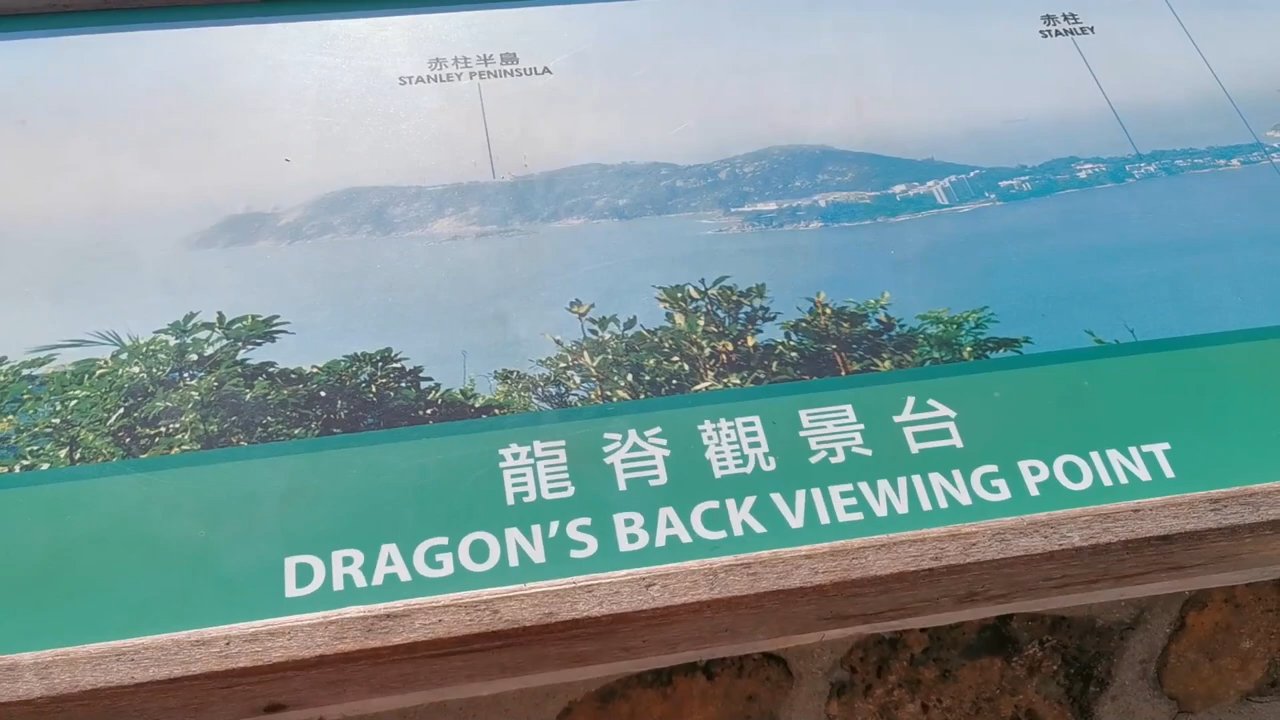 赤柱半島
STANLEY PENINSULA
赤柱
STANLEY
龍脊觀景台
DRAGON'S BACK VIEWING POINT